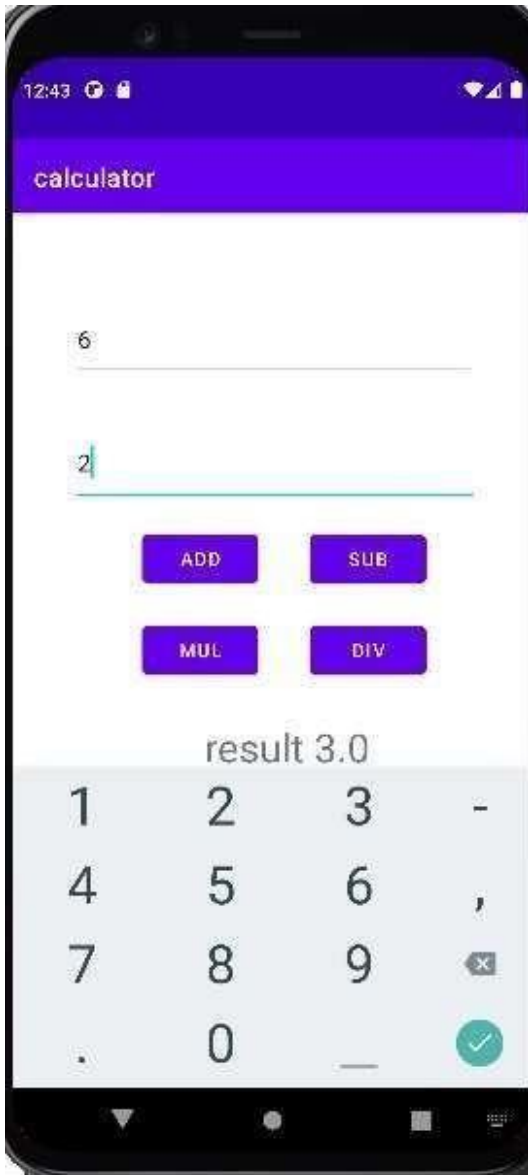 12:43
calculator
6
2
ADD SUB
MUL DIV
result 3.0
1 2 3 -
4 5 6 ,
7 8 9
. 0 _